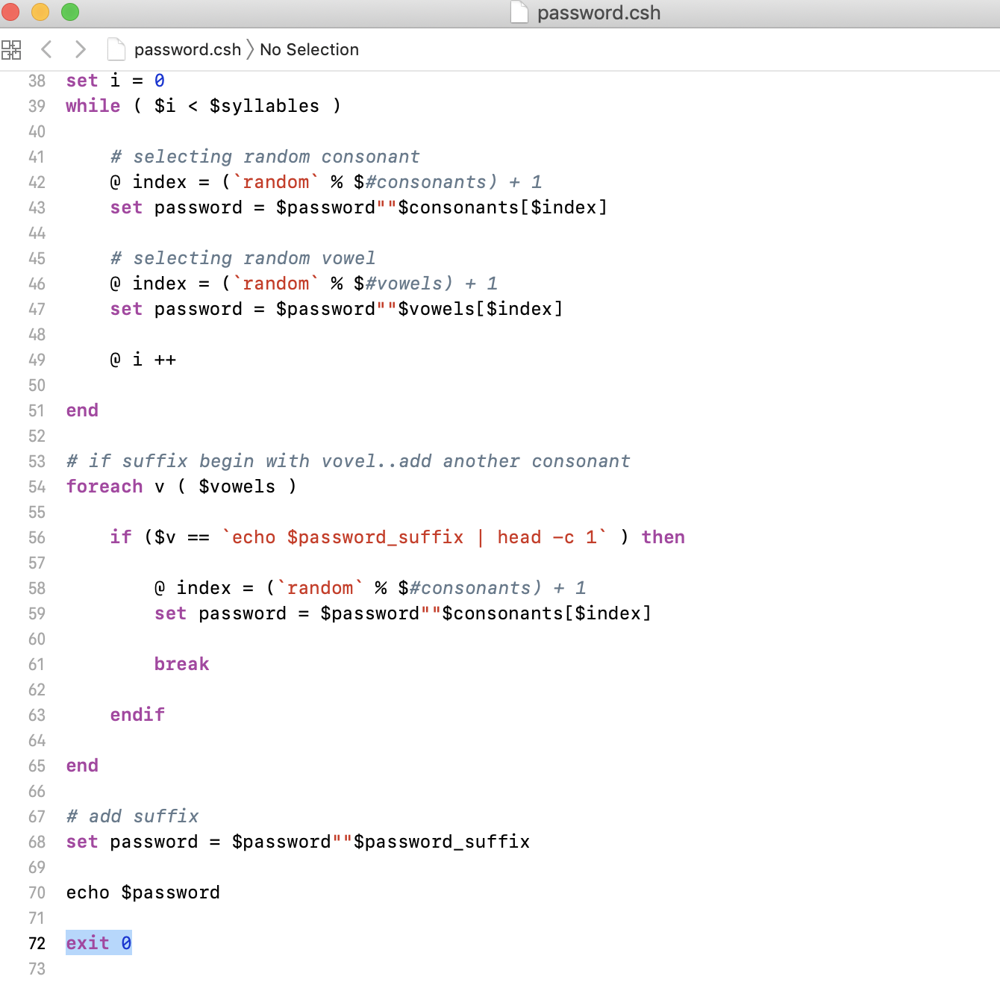 password.csh
password.csh No Selection
38 set i = 0
39 while ( $i < $syllables )
40
41 # selecting random consonant
42 @ index = (`random` % $#consonants) + 1
43 set password = $password""$consonants[$index]
44
45 # selecting random vowel
46 @ index = (`random` % $#vowels) + 1
47 set password = $password""$vowels[$index]
48
49 @ i ++
50
51 end
52
53 # if suffix begin with vovel..add another consonant
54 foreach v ( $vowels )
55
56 if ($v == `echo $password_suffix | head -c 1` ) then
57
58 @ index = (`random` % $#consonants) + 1
59 set password = $password""$consonants[$index]
60
61 break
62
63 endif
64
65 end
66
67 # add suffix
68 set password = $password""$password_suffix
69
70 echo $password
71
72 exit 0
73